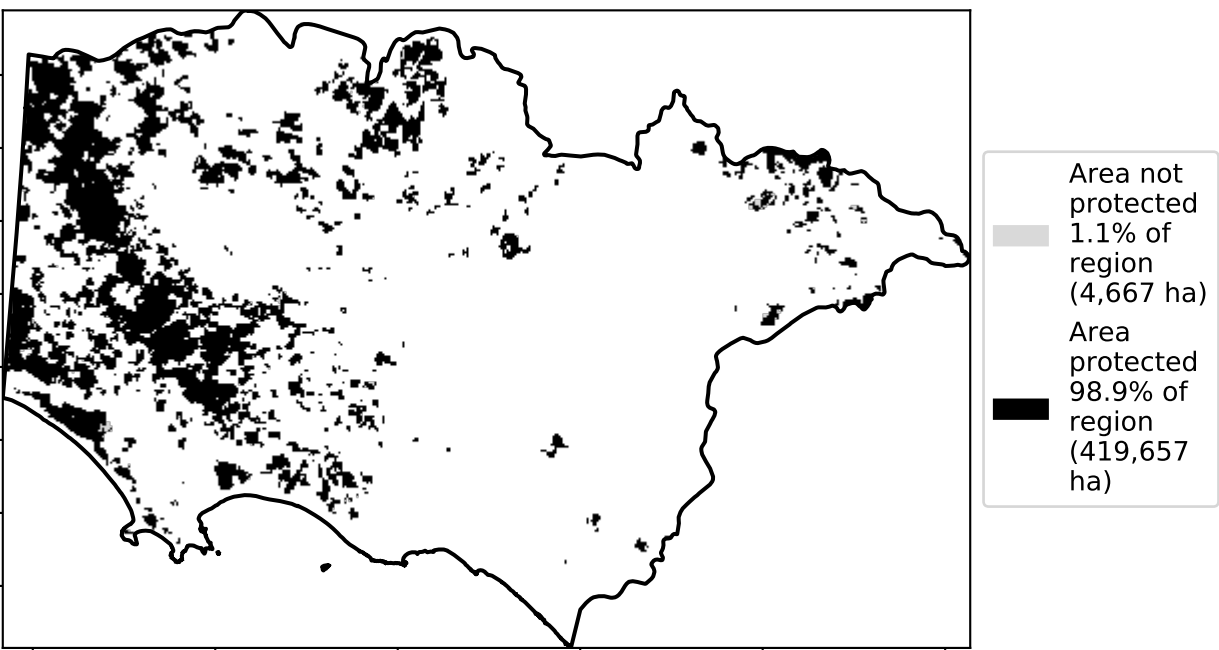 Area not
protected
1.1% of
region
(4,667 ha)
Area
protected
98.9% of
region
(419,657
ha)